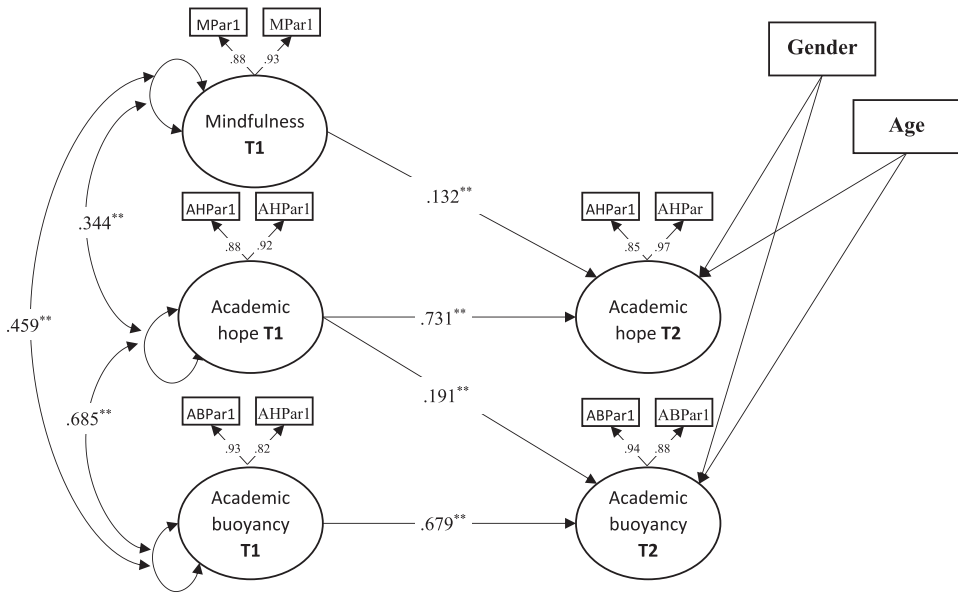 MPar1
MPar1
.88
.93
Mindfulness
T1
Gender
Age
.344**
.132**
AHPar1
AHPar1
.88
.92
Academic
hope T1
AHPar1
AHPar
.85
.97
Academic
hope T2
.459**
.731**
.191**
.685**
ABPar1
AHPar1
.93
.82
Academic
buoyancy
T1
ABPar1
ABPar1
.94
.88
Academic
buoyancy
T2
.679**